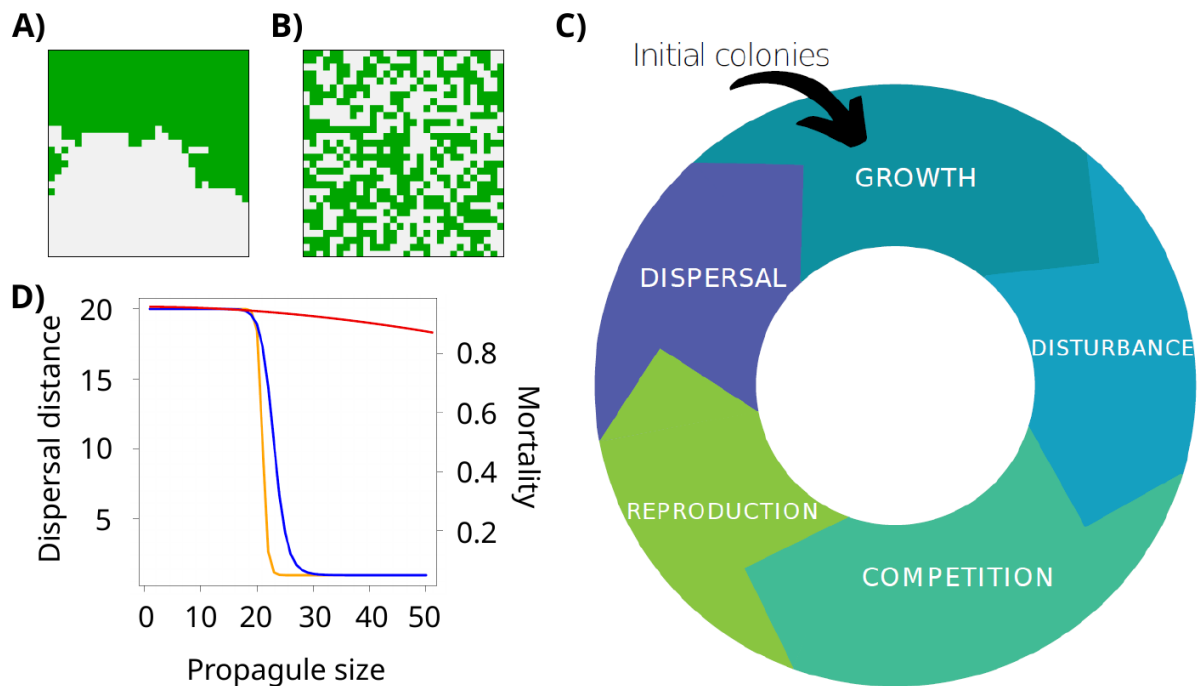 A)
B)
C)
Initial colonies
GROWTH
DISPERSAL
DISTURBANCE
REPRODUCTION
COMPETITION
D)
Dispersal distance
20
15
10
5
0.8
0.6
0.4
0.2
Mortality
0 10 20 30 40 50
Propagule size